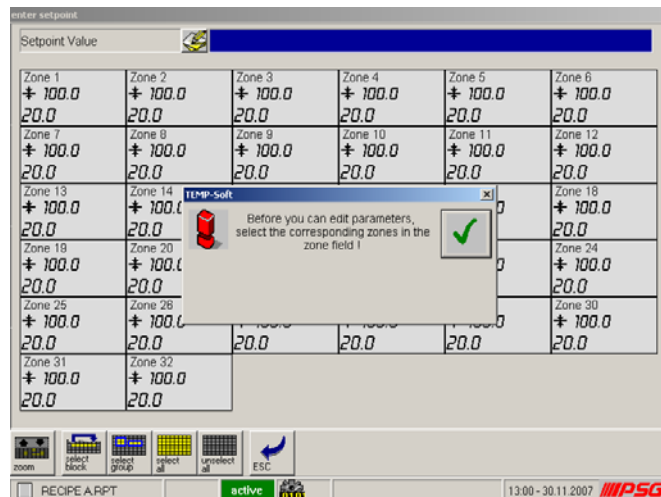 enter setpoint
Setpoint Value
Zone 1 Zone 2 Zone 3 Zone 4 Zone 5 Zone 6
100.0 100.0 100.0 100.0 100.0 100.0
20.0 20.0 20.0 20.0 20.0 20.0
Zone 7 Zone 8 Zone 9 Zone 10 Zone 11 Zone 12
100.0 100.0 100.0 100.0 100.0 100.0
20.0 20.0 20.0 20.0 20.0 20.0
Zone 13 Zone 14 Zone 18
100.0 100.0
20.0 20.0
TEMP-Soft
Before you can edit parameters,
select the corresponding zones in the
zone field !
Zone 19 Zone 20 Zone 24
100.0 100.0
20.0 20.0
Zone 25 Zone 26 Zone 30
100.0 100.0 100.0
20.0 20.0 20.0 20.0 20.0 20.0
Zone 31 Zone 32
100.0 100.0
20.0 20.0
zoom select block select group select all unselect all ESC
RECIPE A.RPT active 0101 13:00 - 30.11.2007 PSG